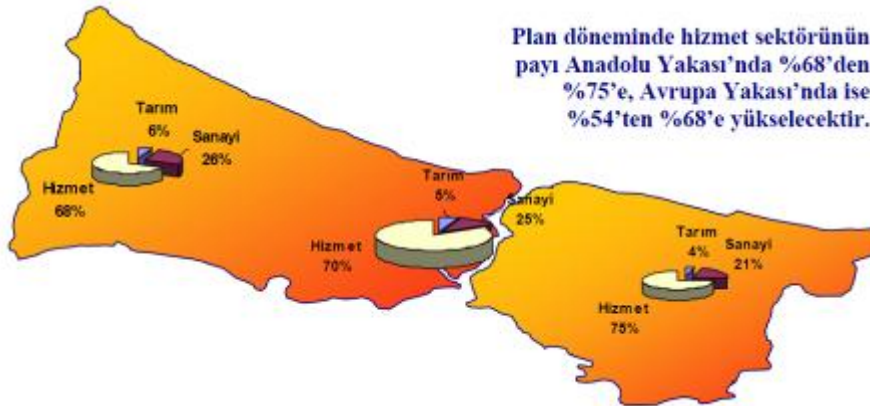 Plan döneminde hizmet sektörünün
payı Anadolu Yakası’nda %68’den
%75’e, Avrupa Yakası’nda ise
%54’ten %68’e yükselecektir.
Tarım
6%
Sanayi
26%
Hizmet
68%
Tarım
5%
Sanayi
25%
Hizmet
70%
Tarım
4%
Sanayi
21%
Hizmet
75%